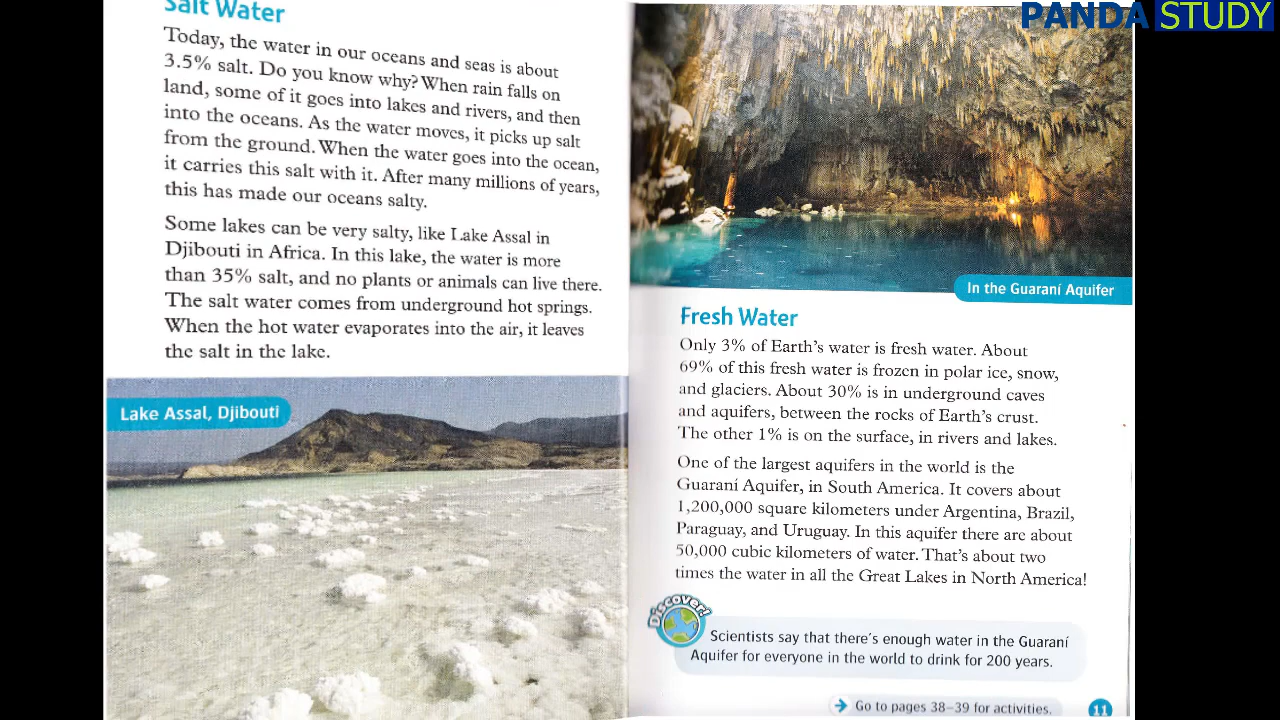 PANDA STUDY
Salt Water
Today, the water in our oceans and seas is about
3.5% salt. Do you know why? When rain falls on
land, some of it goes into lakes and rivers, and then
into the oceans. As the water moves, it picks up salt
from the ground. When the water goes into the ocean,
it carries this salt with it. After many millions of years,
this has made our oceans salty.
Some lakes can be very salty, like Lake Assal in
Djibouti in Africa. In this lake, the water is more
than 35% salt, and no plants or animals can live there.
The salt water comes from underground hot springs.
When the hot water evaporates into the air, it leaves
the salt in the lake.
Lake Assal, Djibouti
In the Guaraní Aquifer
Fresh Water
Only 3% of Earth's water is fresh water. About
69% of this fresh water is frozen in polar ice, snow,
and glaciers. About 30% is in underground caves
and aquifers, between the rocks of Earth's crust.
The other 1% is on the surface, in rivers and lakes.
One of the largest aquifers in the world is the
Guaraní Aquifer, in South America. It covers about
1,200,000 square kilometers under Argentina, Brazil,
Paraguay, and Uruguay. In this aquifer there are about
50,000 cubic kilometers of water. That's about two
times the water in all the Great Lakes in North America!
Discover!
Scientists say that there's enough water in the Guaraní
Aquifer for everyone in the world to drink for 200 years.
→ Go to pages 38–39 for activities.
11